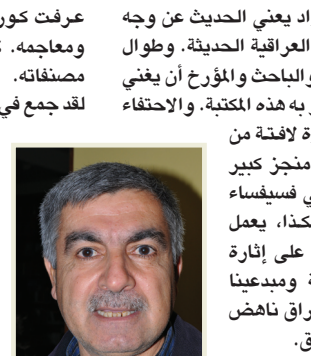 اد يعني الحديث عن وجه
العراقية الحديثة. وطوال
والباحث والمؤرخ أن يغني
به هذه المكتبة. والاحتفاء
ة لافتة من
منجز كبير
ي فسيفساء
كذا، يعمل
على إثارة
ة ومبدعينا
راق ناهض
ق.
عرفت كور
ومعاجمه.
مصنفاته.
لقد جمع في